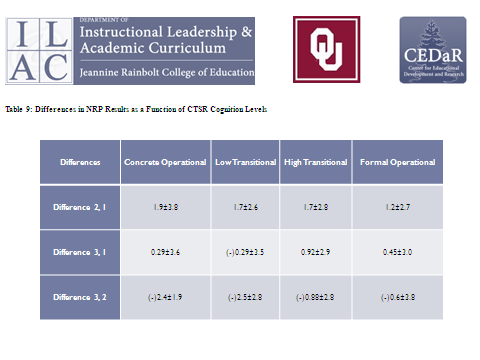 DEPARTMENT OF
I L
A C
Instructional Leadership &
Academic Curriculum
Jeannine Rainbolt College of Education
OU
CEDaR
Center for Educational
Development and Research
Table 9: Differences in NRP Results as a Function of CTSR Cognition Levels
Differences Concrete Operational Low Transitional High Transitional Formal Operational
Difference 2, 1 1.9±3.8 1.7±2.6 1.7±2.8 1.2±2.7
Difference 3, 1 0.29±3.6 (-)0.29±3.5 0.92±2.9 0.45±3.0
Difference 3, 2 (-)2.4±1.9 (-)2.5±2.8 (-)0.88±2.8 (-)0.6±3.8